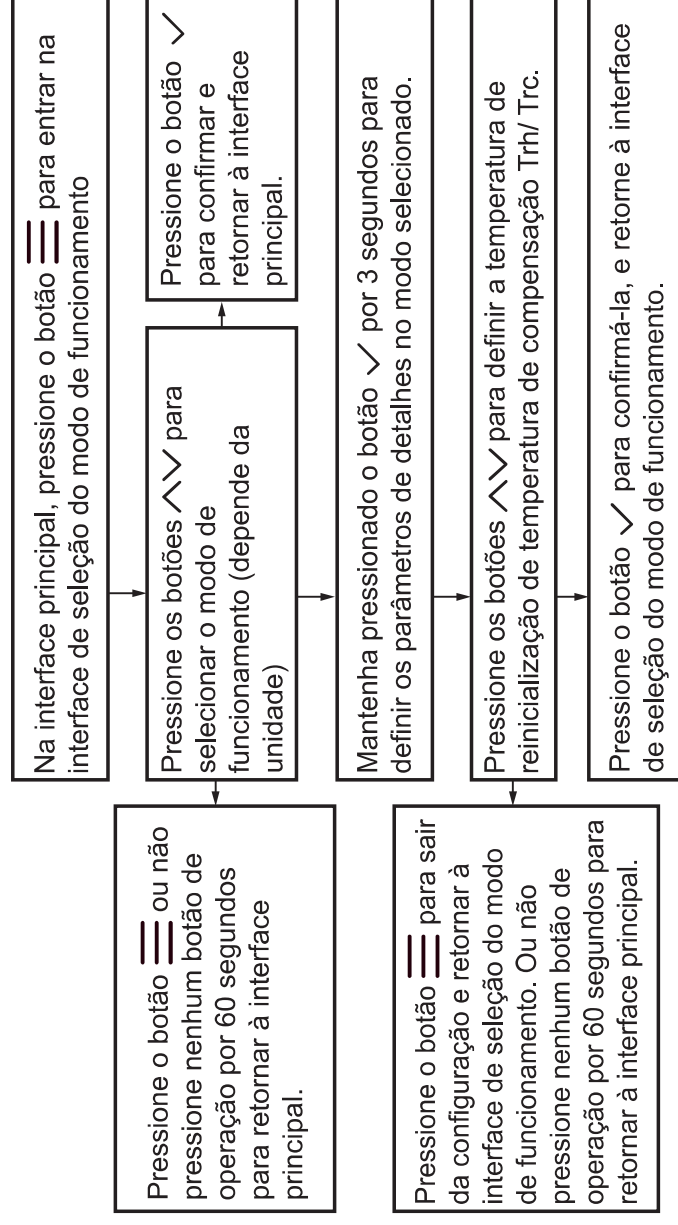 Na interface principal, pressione o botão para entrar na
interface de seleção do modo de funcionamento
Pressione os botões para
selecionar o modo de
funcionamento (depende da
unidade)
Pressione o botão
para confirmar e
retornar à interface
principal.
Pressione o botão ou não
pressione nenhum botão de
operação por 60 segundos
para retornar à interface
principal.
Mantenha pressionado o botão por 3 segundos para
definir os parâmetros de detalhes no modo selecionado.
Pressione os botões para definir a temperatura de
reinicialização de temperatura de compensação Trh/ Trc.
Pressione o botão para sair
da configuração e retornar à
interface de seleção do modo
de funcionamento. Ou não
pressione nenhum botão de
operação por 60 segundos para
retornar à interface principal.
Pressione o botão para confirmá-la, e retorne à interface
de seleção do modo de funcionamento.